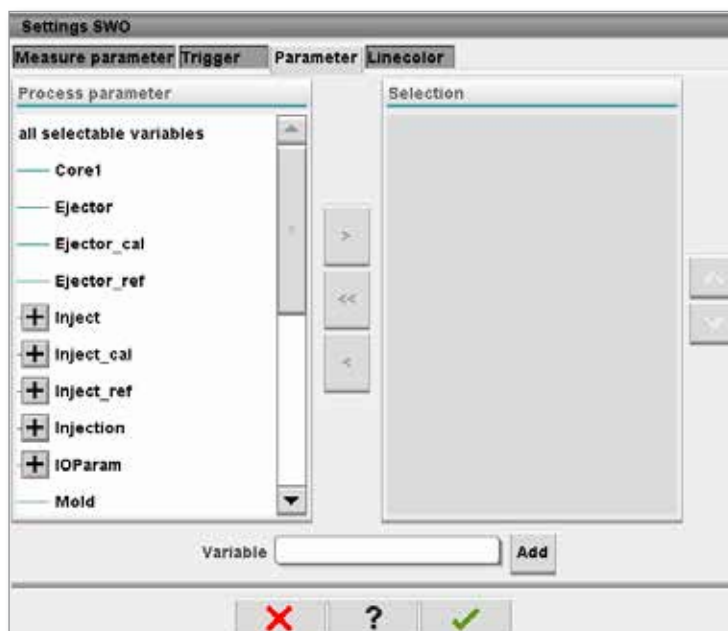 Settings SWO
Measure parameter Trigger Parameter Linecolor
Process parameter
Selection
all selectable variables
Core1
Ejector
Ejector_cal
Ejector_ref
Inject
Inject_cal
Inject_ref
Injection
IOParam
Mold
>
<<
<
Variable Add
?